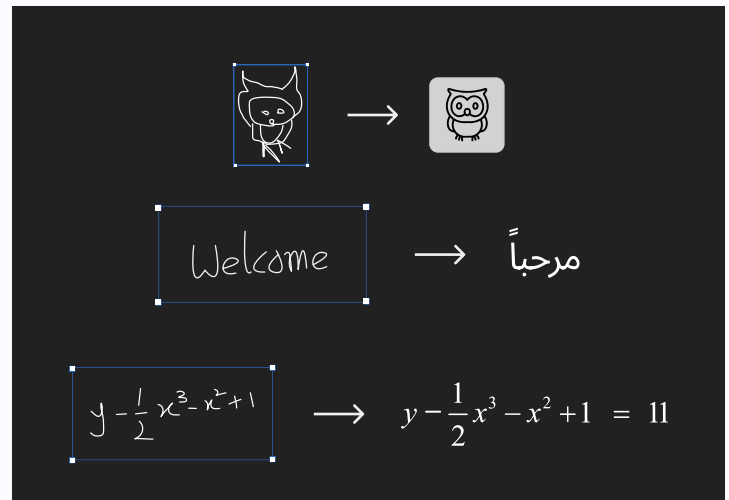 Welcome → مرحباً
y - 1/2 x³ - x² + 1 → y - 1/2 x³ - x² + 1 = 11